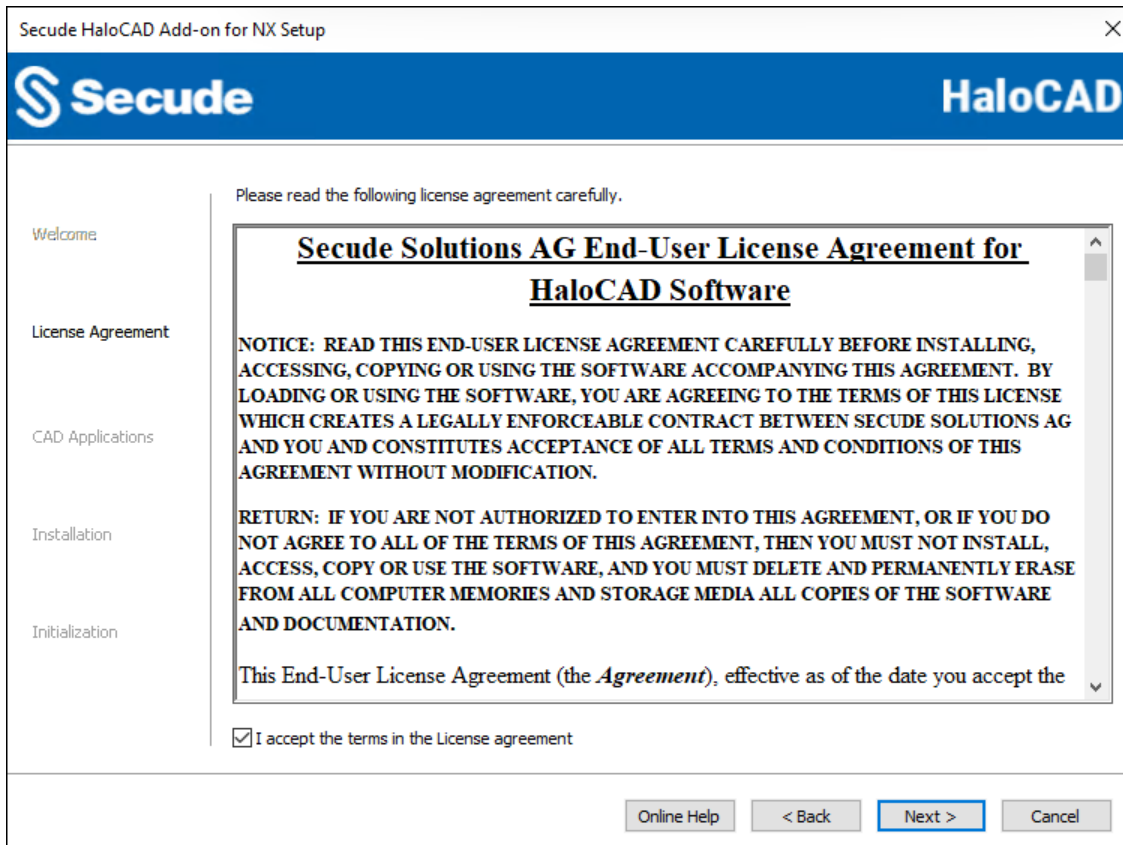 Secude HaloCAD Add-on for NX Setup
Secude
HaloCAD
Please read the following license agreement carefully.
Welcome
License Agreement
CAD Applications
Installation
Initialization
Secude Solutions AG End-User License Agreement for
HaloCAD Software
NOTICE: READ THIS END-USER LICENSE AGREEMENT CAREFULLY BEFORE INSTALLING,
ACCESSING, COPYING OR USING THE SOFTWARE ACCOMPANYING THIS AGREEMENT. BY
LOADING OR USING THE SOFTWARE, YOU ARE AGREEING TO THE TERMS OF THIS LICENSE
WHICH CREATES A LEGALLY ENFORCEABLE CONTRACT BETWEEN SECUDE SOLUTIONS AG
AND YOU AND CONSTITUTES ACCEPTANCE OF ALL TERMS AND CONDITIONS OF THIS
AGREEMENT WITHOUT MODIFICATION.
RETURN: IF YOU ARE NOT AUTHORIZED TO ENTER INTO THIS AGREEMENT, OR IF YOU DO
NOT AGREE TO ALL OF THE TERMS OF THIS AGREEMENT, THEN YOU MUST NOT INSTALL,
ACCESS, COPY OR USE THE SOFTWARE, AND YOU MUST DELETE AND PERMANENTLY ERASE
FROM ALL COMPUTER MEMORIES AND STORAGE MEDIA ALL COPIES OF THE SOFTWARE
AND DOCUMENTATION.
This End-User License Agreement (the Agreement), effective as of the date you accept the
I accept the terms in the License agreement
Online Help
< Back
Next >
Cancel